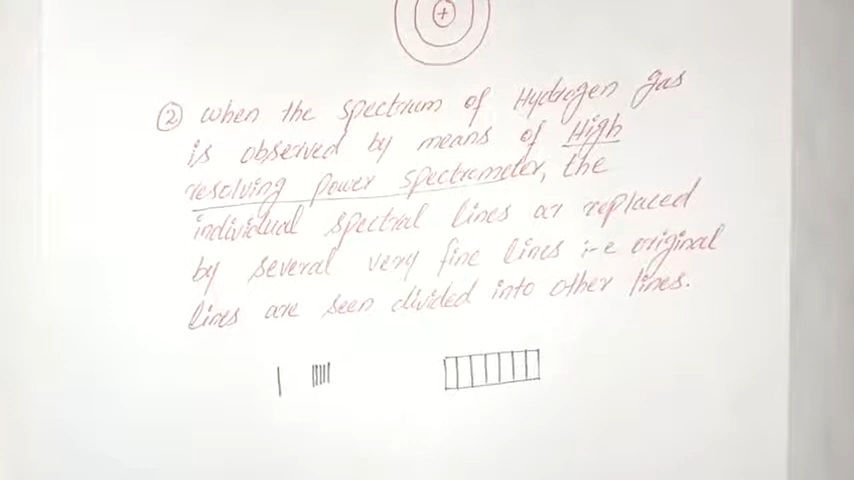 +
② when the spectrum of Hydrogen gas
is observed by means of High
resolving power spectrometer, the
individual spectral lines ar replaced
by several very fine lines i-e original
lines are seen divided into other lines.